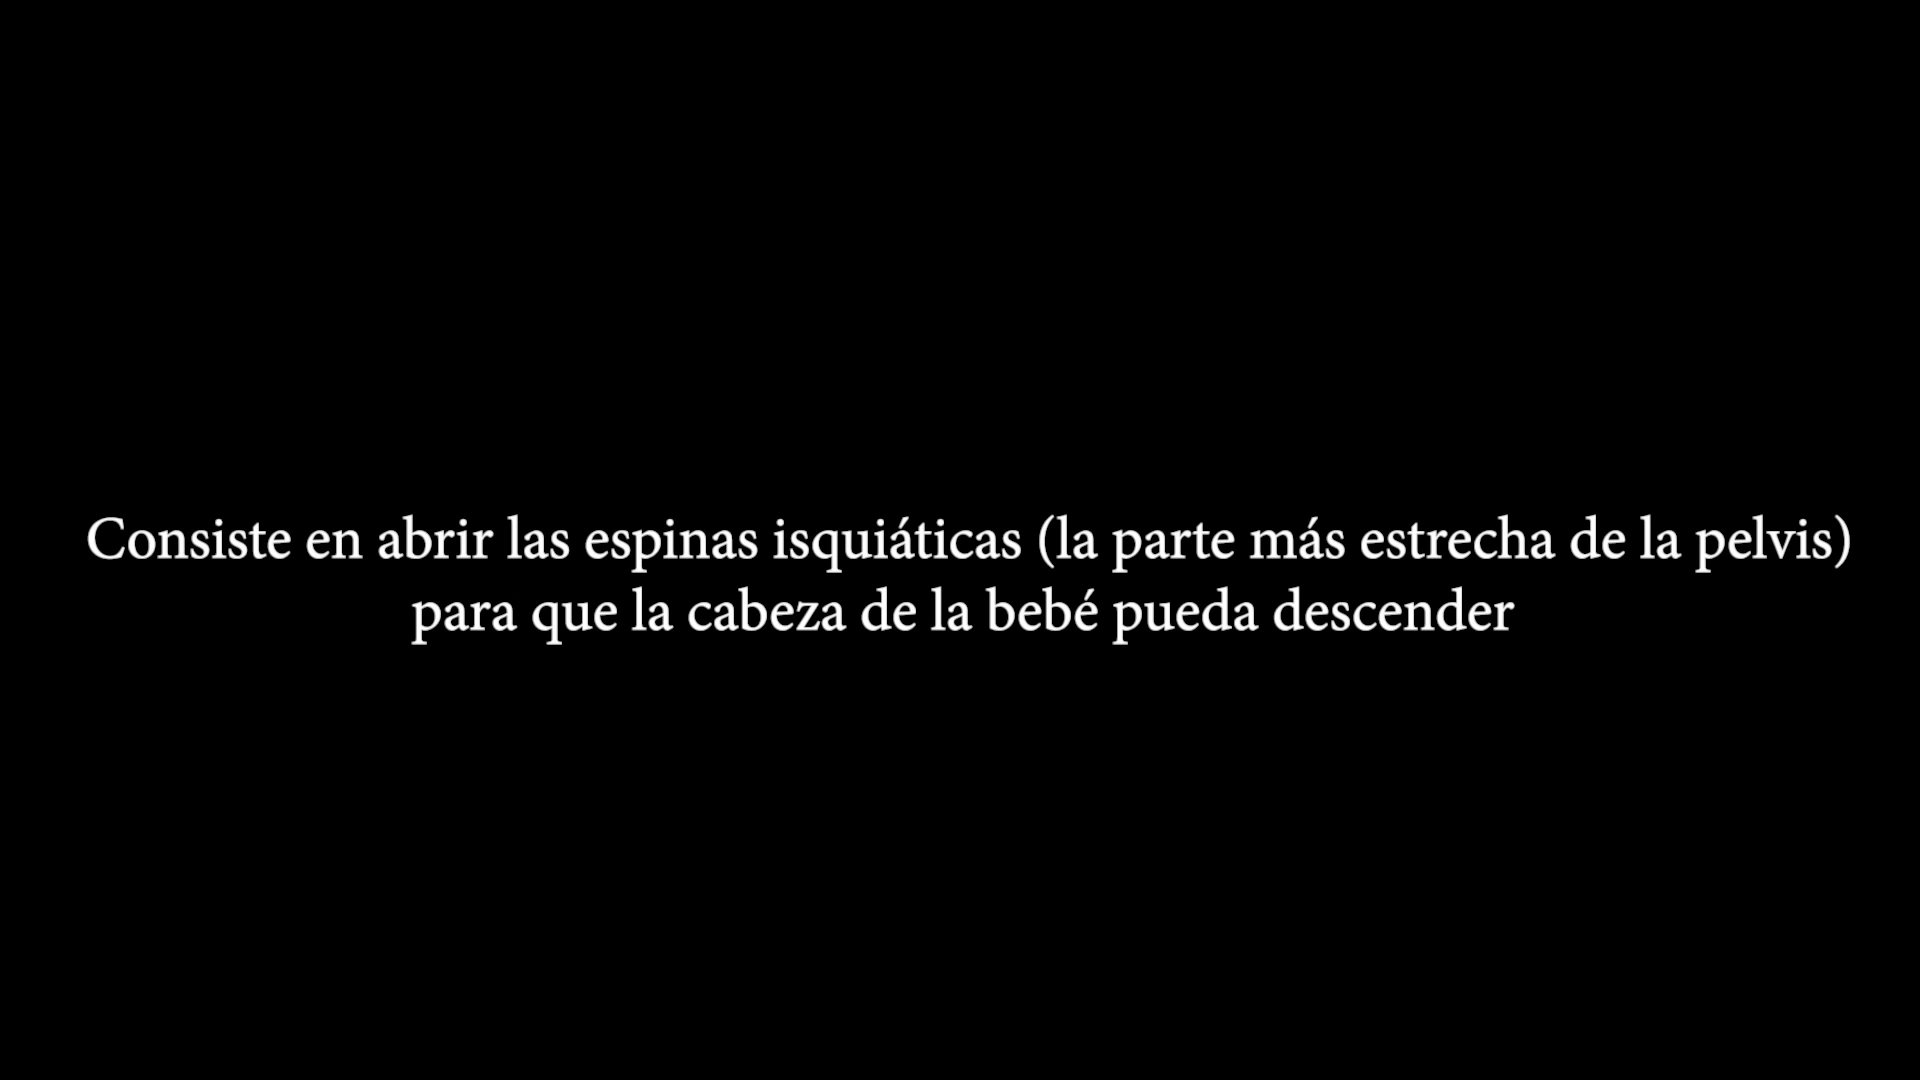 Consiste en abrir las espinas isquiáticas (la parte más estrecha de la pelvis)
para que la cabeza de la bebé pueda descender